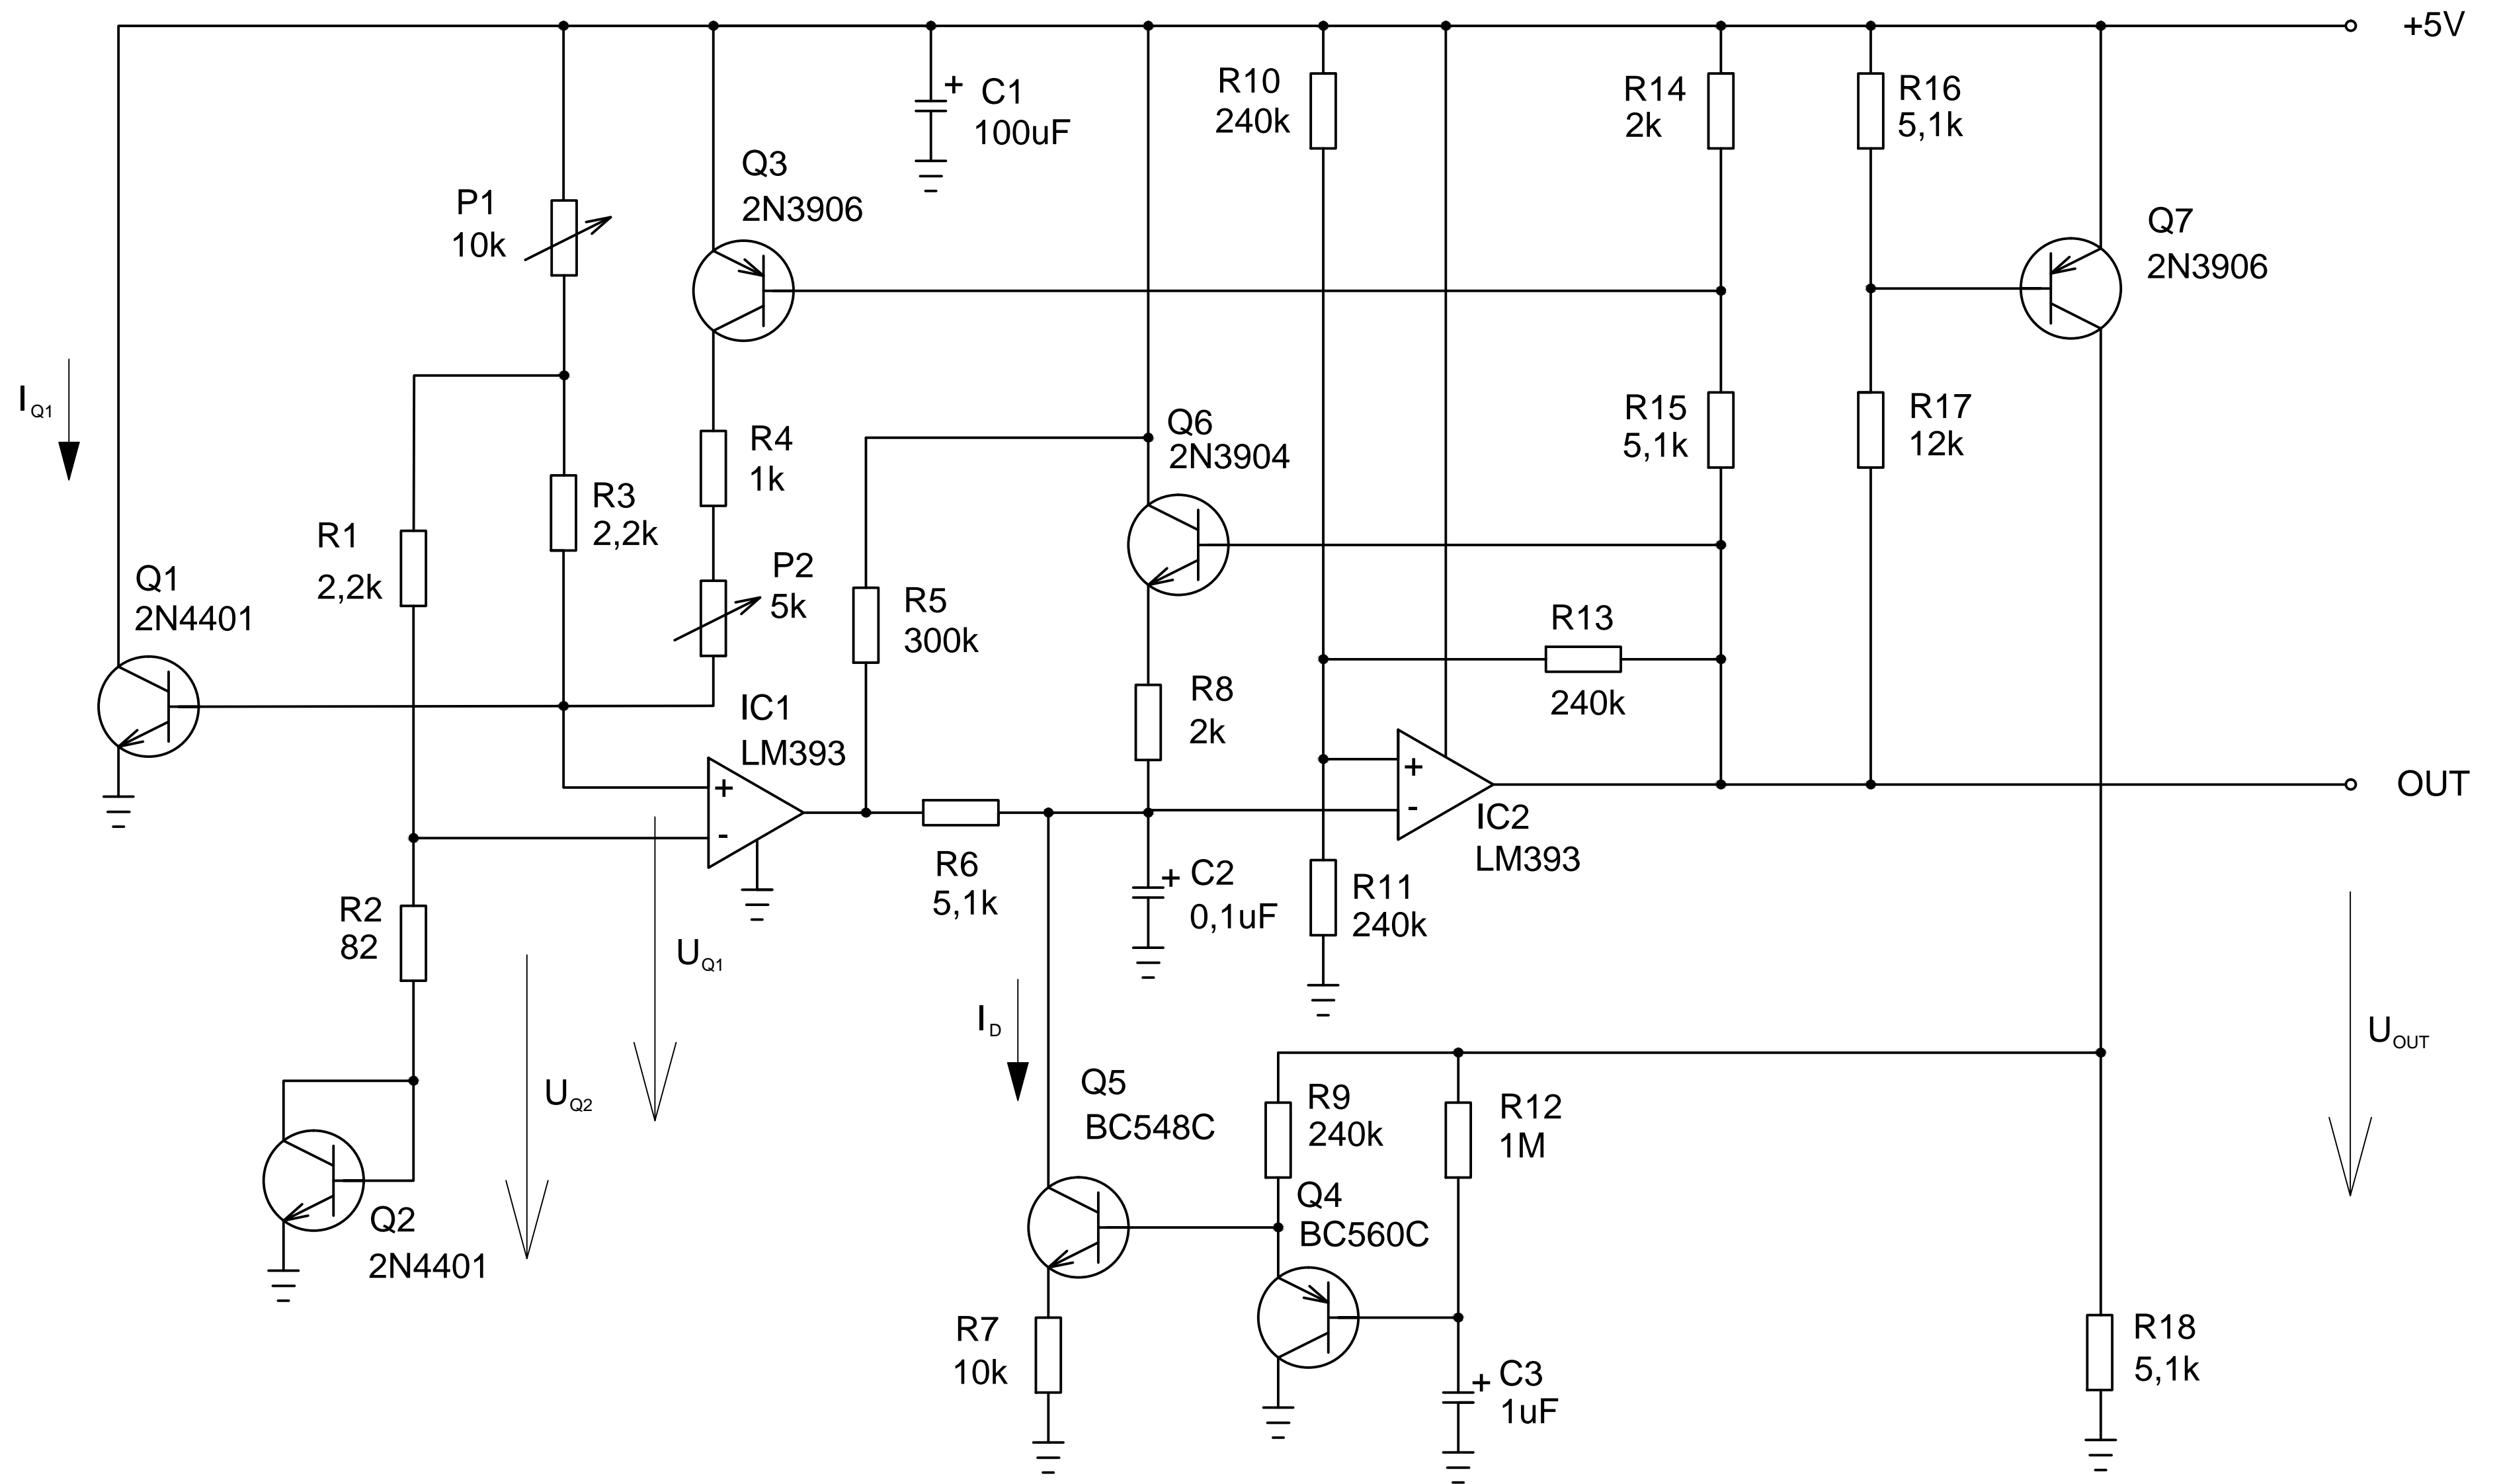 +5V
R10
240k
+
C1
100uF
R14
2k
R16
5,1k
Q3
2N3906
P1
10k
Q7
2N3906
I Q1
Q6
2N3904
R15
5,1k
R17
12k
R4
1k
R3
2,2k
R1
2,2k
P2
5k
Q1
2N4401
R5
300k
R13
240k
R8
2k
IC1
LM393
+
-
+
-
OUT
IC2
LM393
R6
5,1k
+
C2
0,1uF
R11
240k
R2
82
U Q1
I D
U OUT
U Q2
Q5
BC548C
R9
240k
R12
1M
Q4
BC560C
Q2
2N4401
R7
10k
+
C3
1uF
R18
5,1k